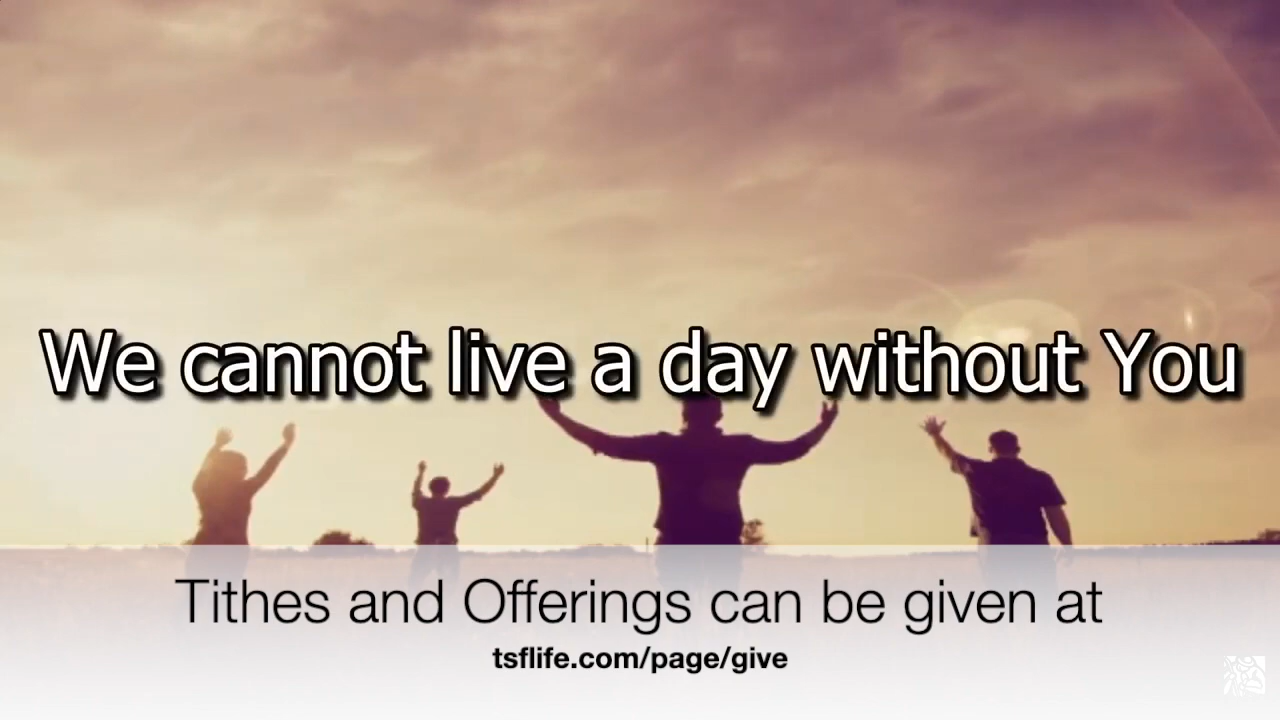 We cannot live a day without You
Tithes and Offerings can be given at
tsflife.com/page/give